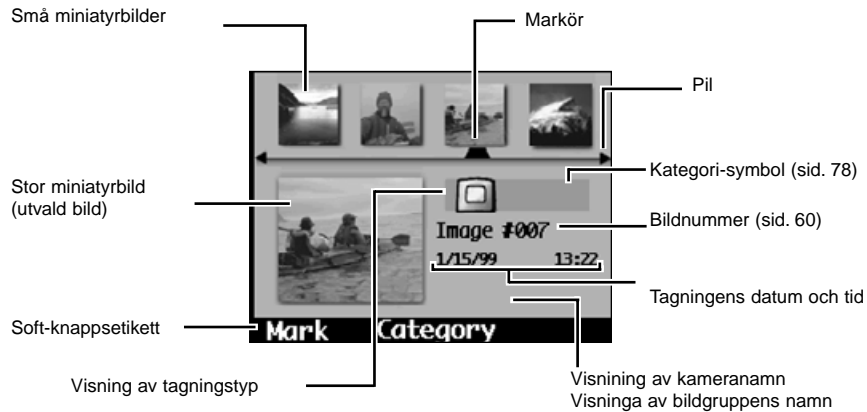 Små miniatyrbilder
Markör
Pil
Kategori-symbol (sid. 78)
Stor miniatyrbild
(utvald bild)
Image #007
Bildnummer (sid. 60)
1/15/99 13:22
Tagningens datum och tid
Soft-knappsetikett
Mark Category
Visning av tagningstyp
Visnining av kameranamn
Visninga av bildgruppens namn